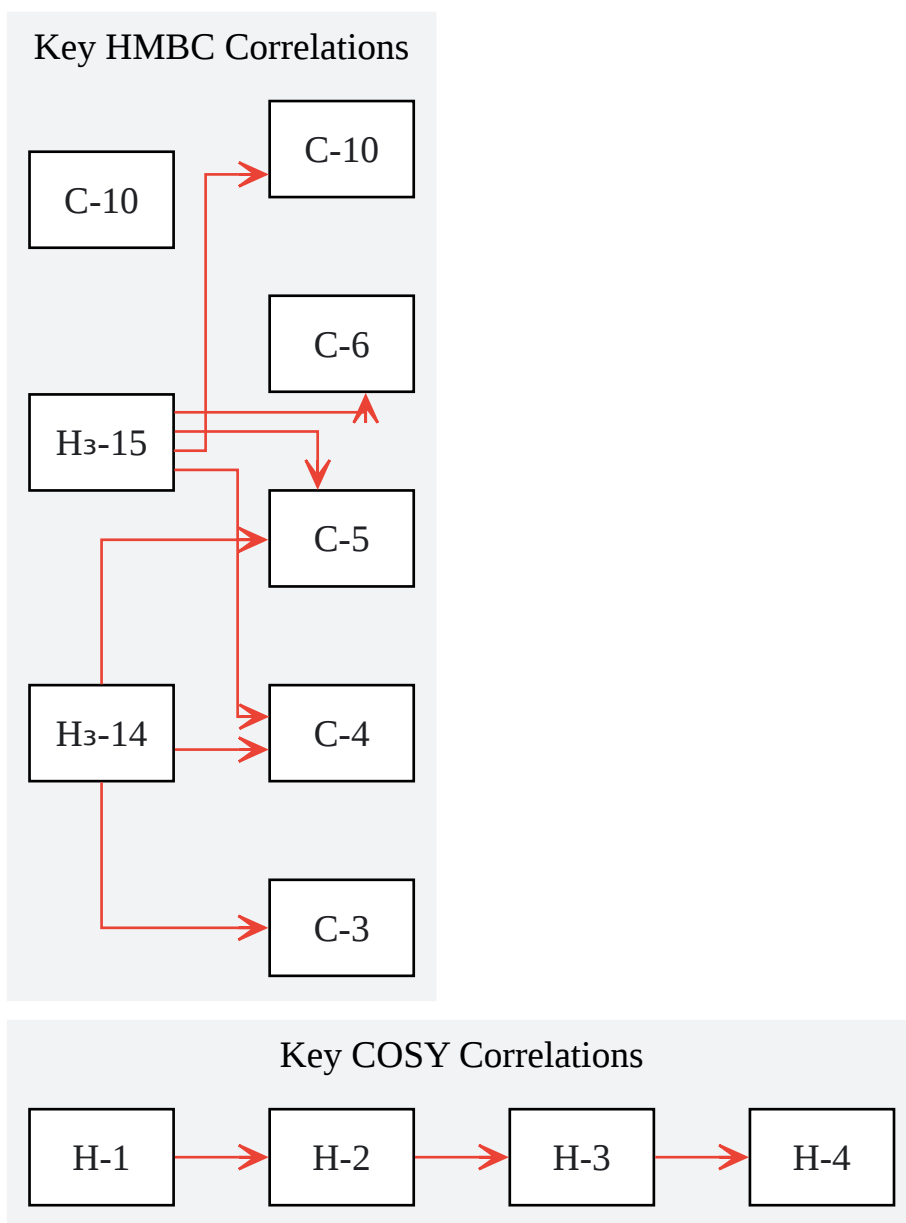 Key HMBC Correlations
C-10
C-10
C-6
H₃-15
C-5
H₃-14
C-4
C-3
Key COSY Correlations
H-1
H-2
H-3
H-4